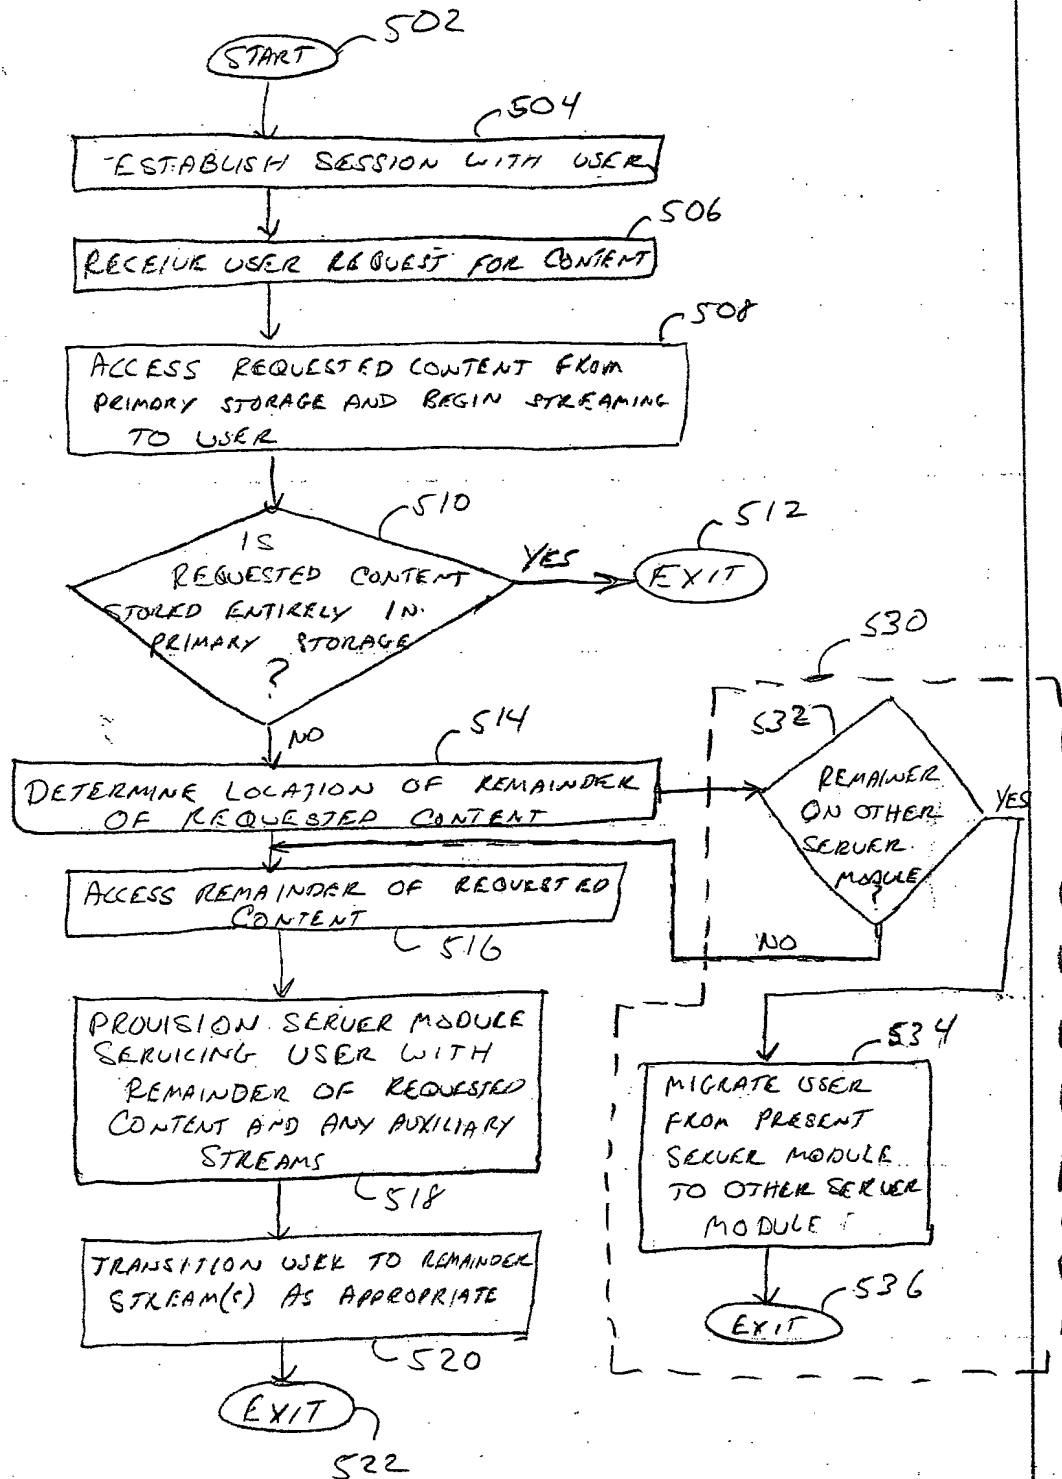 502
START
504
ESTABLISH SESSION WITH USER
506
RECEIVE USER REQUEST FOR CONTENT
508
ACCESS REQUESTED CONTENT FROM
PRIMARY STORAGE AND BEGIN STREAMING
TO USER
510
IS
REQUESTED CONTENT
STORED ENTIRELY IN
PRIMARY STORAGE
?
YES
512
EXIT
NO
514
DETERMINE LOCATION OF REMAINDER
OF REQUESTED CONTENT
530
532
REMAINER
ON OTHER
SERVER
MODULE
?
YES
NO
ACCESS REMAINDER OF REQUESTED
CONTENT
516
PROVISION SERVER MODULE
SERVICING USER WITH
REMAINDER OF REQUESTED
CONTENT AND ANY AUXILIARY
STREAMS
518
534
MIGRATE USER
FROM PRESENT
SERVER MODULE
TO OTHER SERVER
MODULE
536
EXIT
TRANSITION USER TO REMAINDER
STREAM(S) AS APPROPRIATE
520
EXIT
522